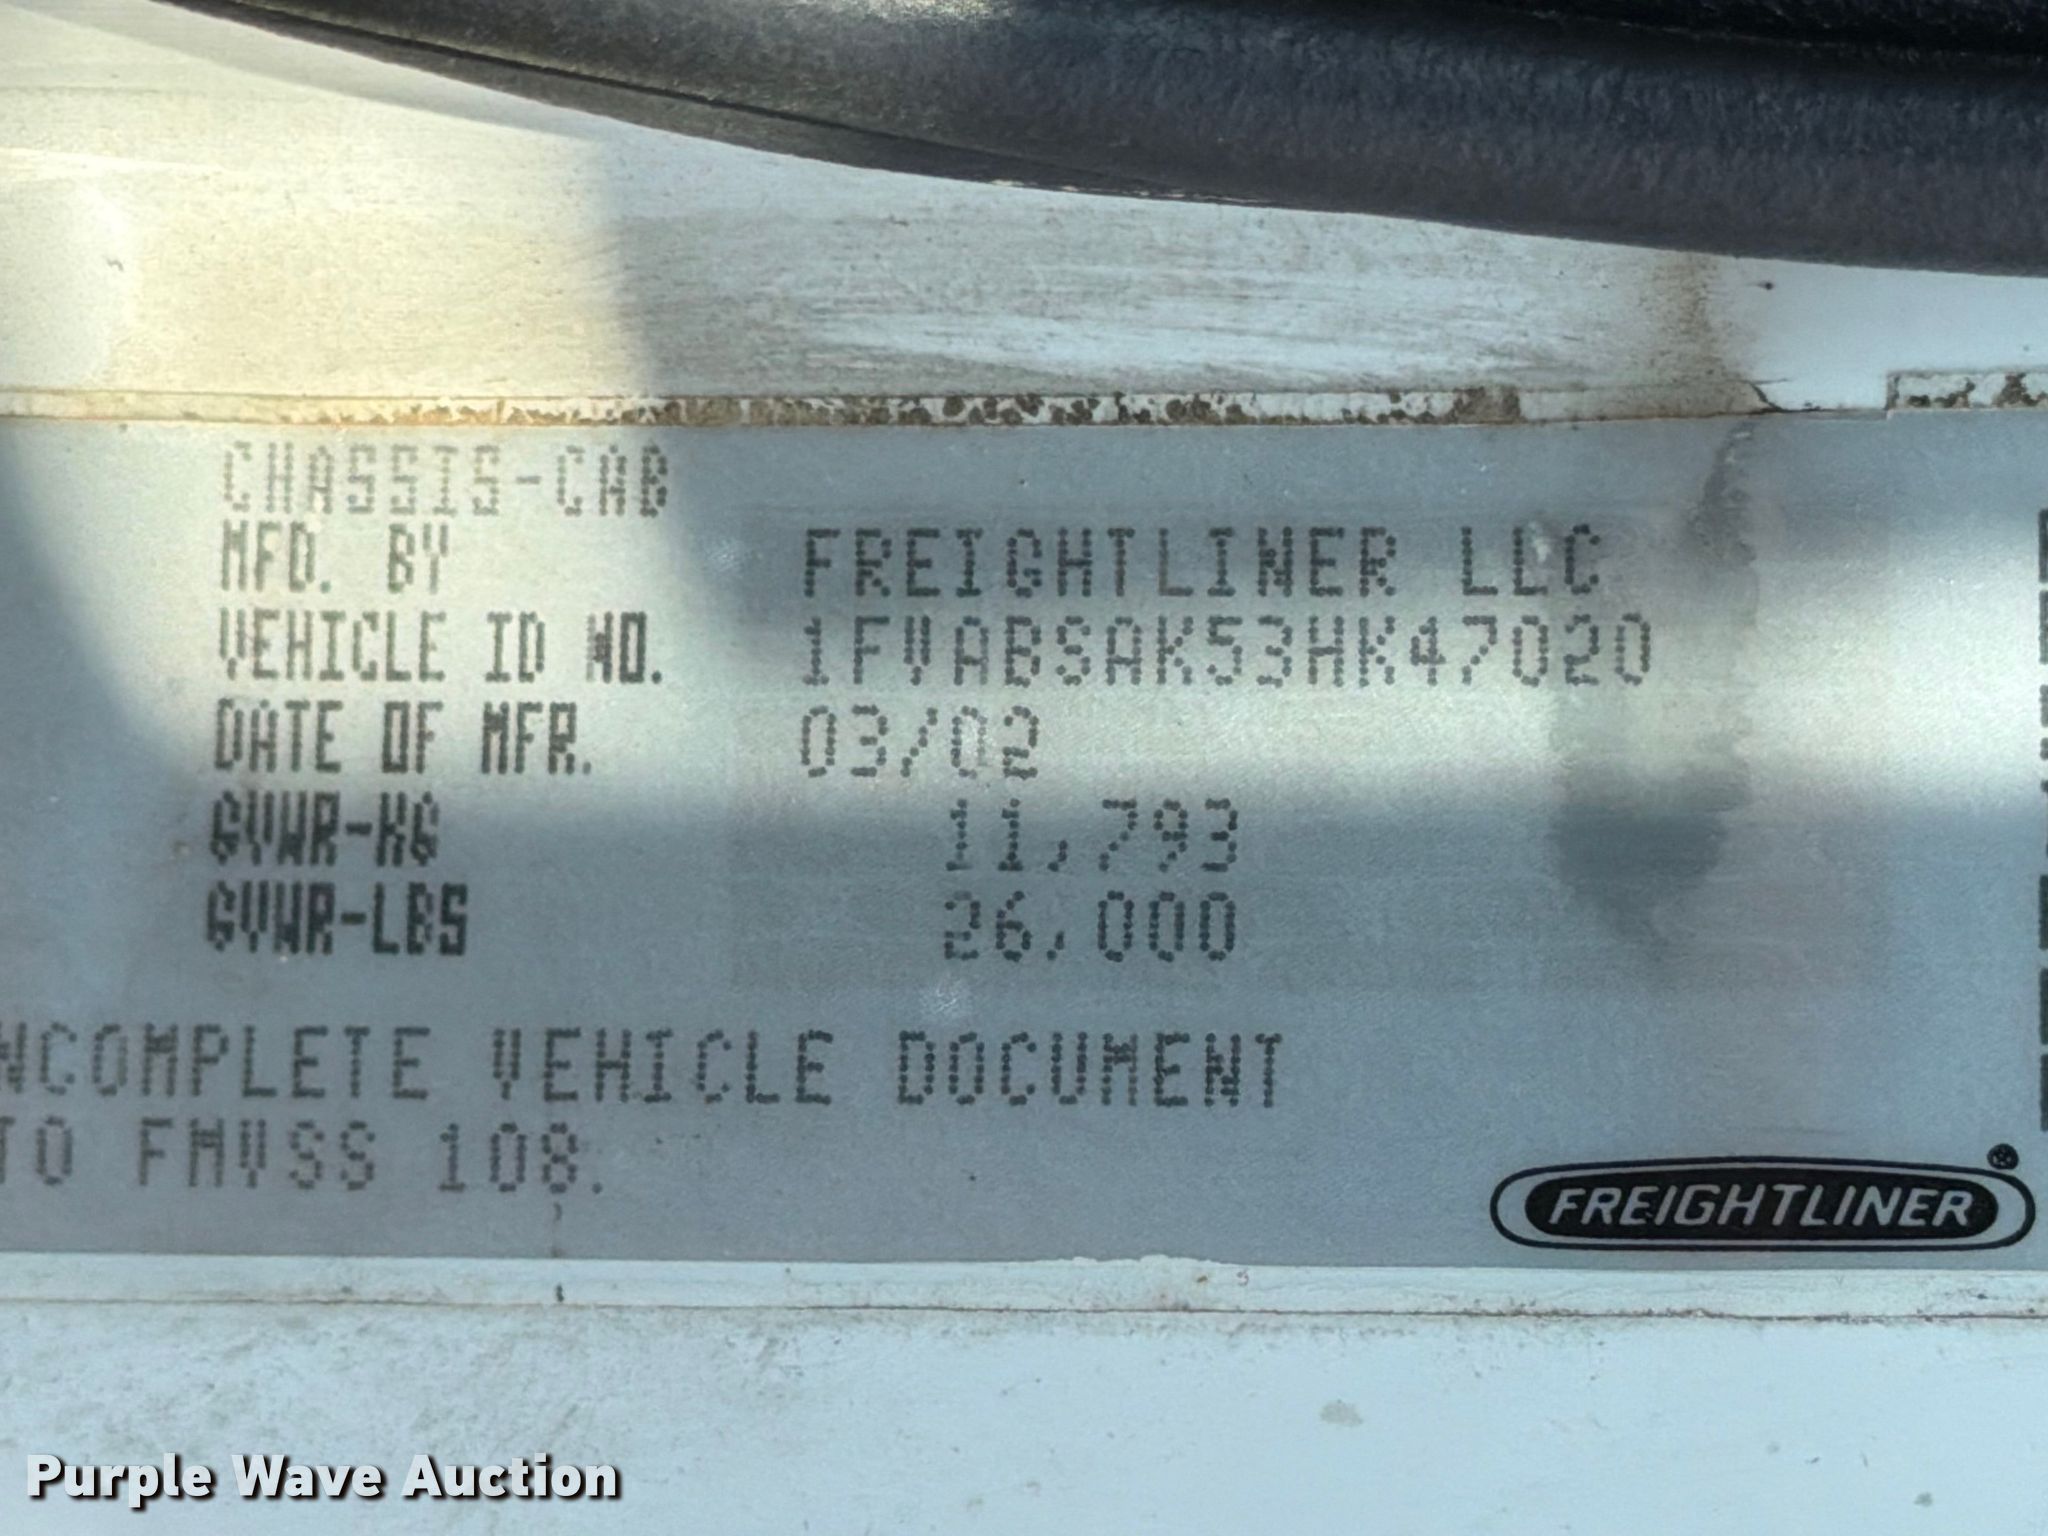 CHASSIS-CAB
MFD. BY FREIGHTLINER LLC
VEHICLE ID NO. 1FVABSAK53HK47020
DATE OF MFR. 03/02
GVWR-KG 11,793
GVWR-LBS 26,000
NCOMPLETE VEHICLE DOCUMENT
TO FMVSS 108.
FREIGHTLINER®
Purple Wave Auction